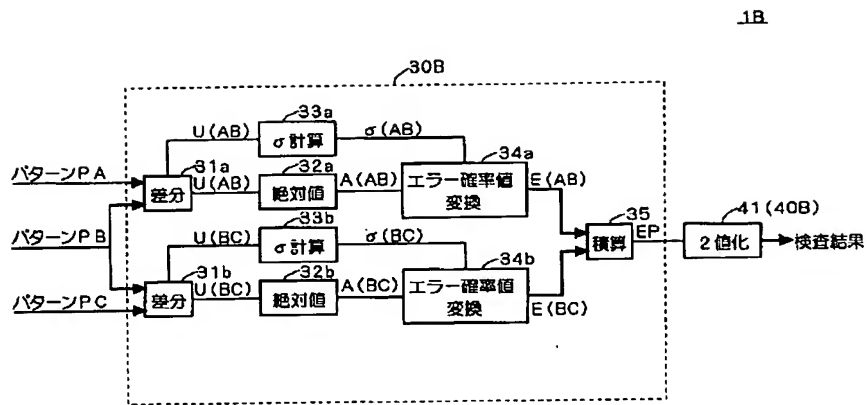 1B
30B
33a
U(AB)
σ計算
σ(AB)
34a
パターンPA
31a
差分
U(AB)
32a
絶対値
A(AB)
エラー確率値
変換
E(AB)
33b
35
41(40B)
パターンPB
U(BC)
σ計算
σ(BC)
積算
EP
2値化
検査結果
34b
31b
差分
U(BC)
32b
絶対値
A(BC)
エラー確率値
変換
E(BC)
パターンPC